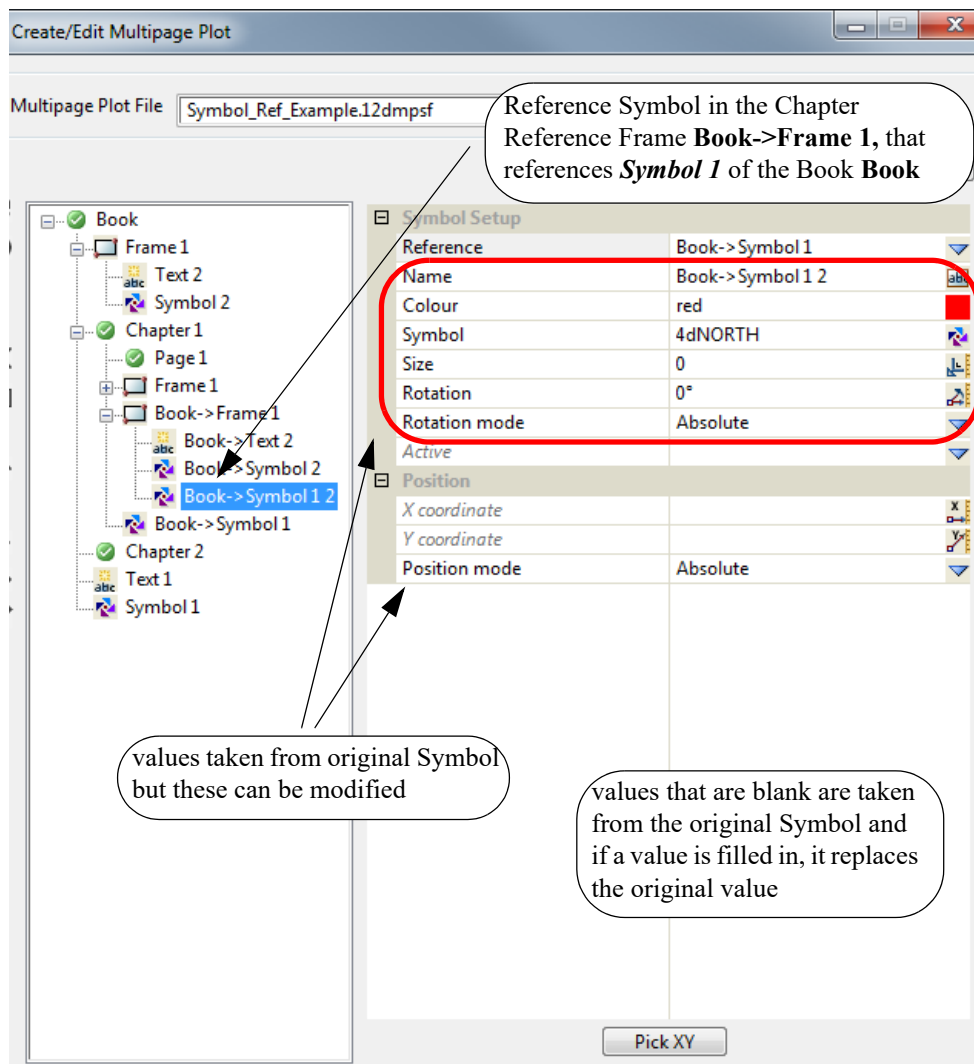 Create/Edit Multipage Plot
Multipage Plot File
Symbol_Ref_Example.12dmpsf
Reference Symbol in the Chapter
Reference Frame Book->Frame 1, that
references Symbol 1 of the Book Book
Book
Frame 1
abc
Text 2
Symbol 2
Chapter 1
Page 1
Frame 1
Book->Frame 1
abc
Book->Text 2
Book->Symbol 2
Book->Symbol 1 2
Book->Symbol 1
Chapter 2
abc
Text 1
Symbol 1
Symbol Setup
Reference Book->Symbol 1
Name Book->Symbol 1 2
Colour red
Symbol 4dNORTH
Size 0
Rotation 0°
Rotation mode Absolute
Active
Position
X coordinate
Y coordinate
Position mode Absolute
values taken from original Symbol
but these can be modified
values that are blank are taken
from the original Symbol and
if a value is filled in, it replaces
the original value
Pick XY